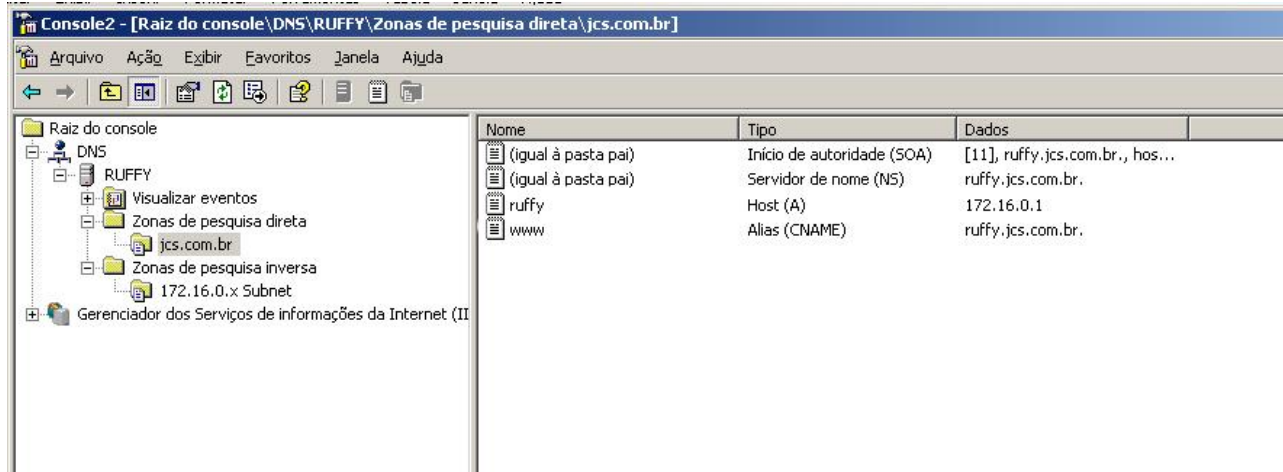 Console2 - [Raiz do console\DNS\RUFFY\Zonas de pesquisa direta\jcs.com.br]
Arquivo Ação Exibir Favoritos Janela Ajuda
Raiz do console
DNS
RUFFY
Visualizar eventos
Zonas de pesquisa direta
jcs.com.br
Zonas de pesquisa inversa
172.16.0.x Subnet
Gerenciador dos Serviços de informações da Internet (II
Nome Tipo Dados
(igual à pasta pai) Início de autoridade (SOA) [11], ruffy.jcs.com.br., hos...
(igual à pasta pai) Servidor de nome (NS) ruffy.jcs.com.br.
ruffy Host (A) 172.16.0.1
www Alias (CNAME) ruffy.jcs.com.br.